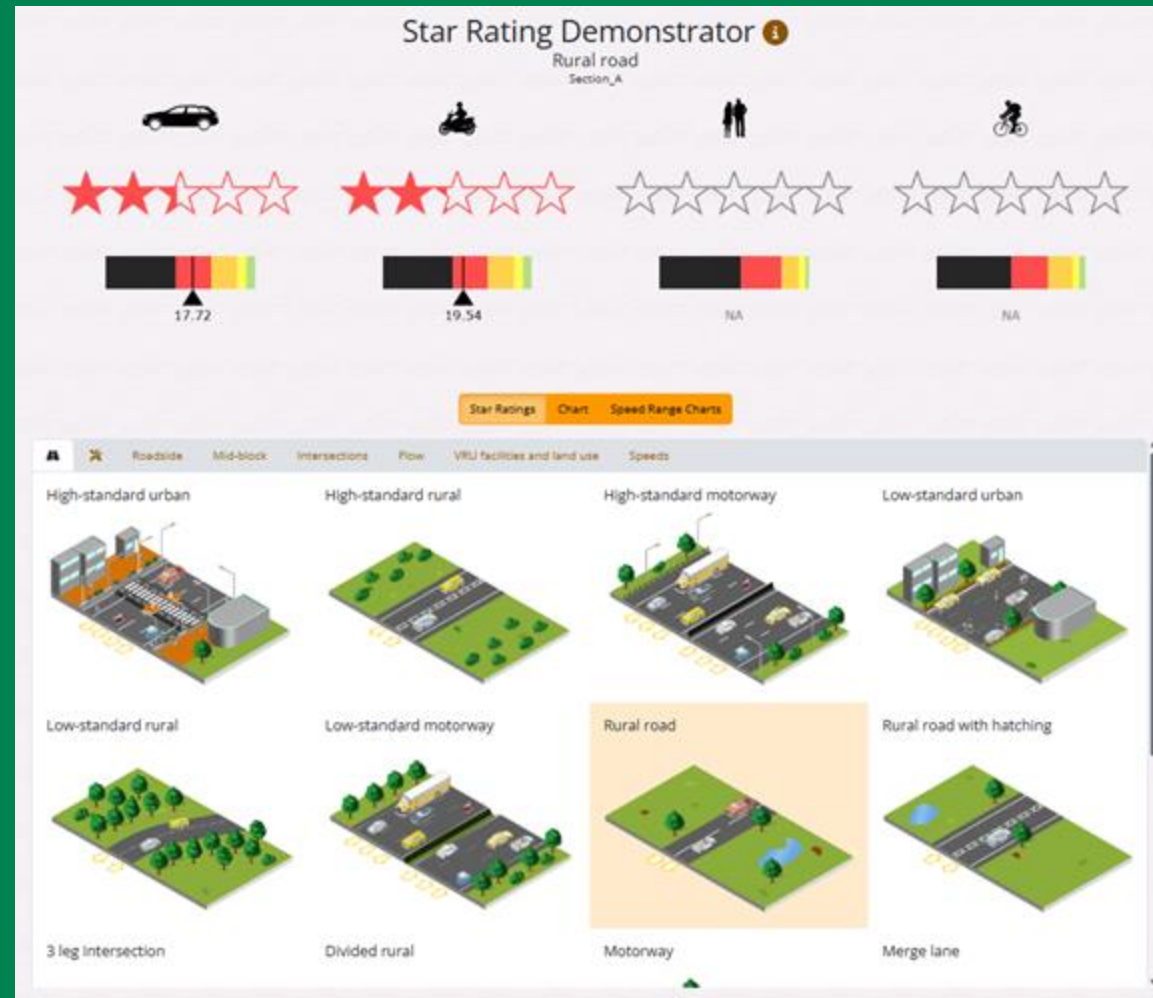 Star Rating Demonstrator i
Rural road
Section_A
17.72 19.54 NA NA
Star Ratings Chart Speed Range Charts
Roadside Mid-block Intersections Flow VRU facilities and land use Speeds
High-standard urban High-standard rural High-standard motorway Low-standard urban
Low-standard rural Low-standard motorway Rural road Rural road with hatching
3 leg Intersection Divided rural Motorway Merge lane